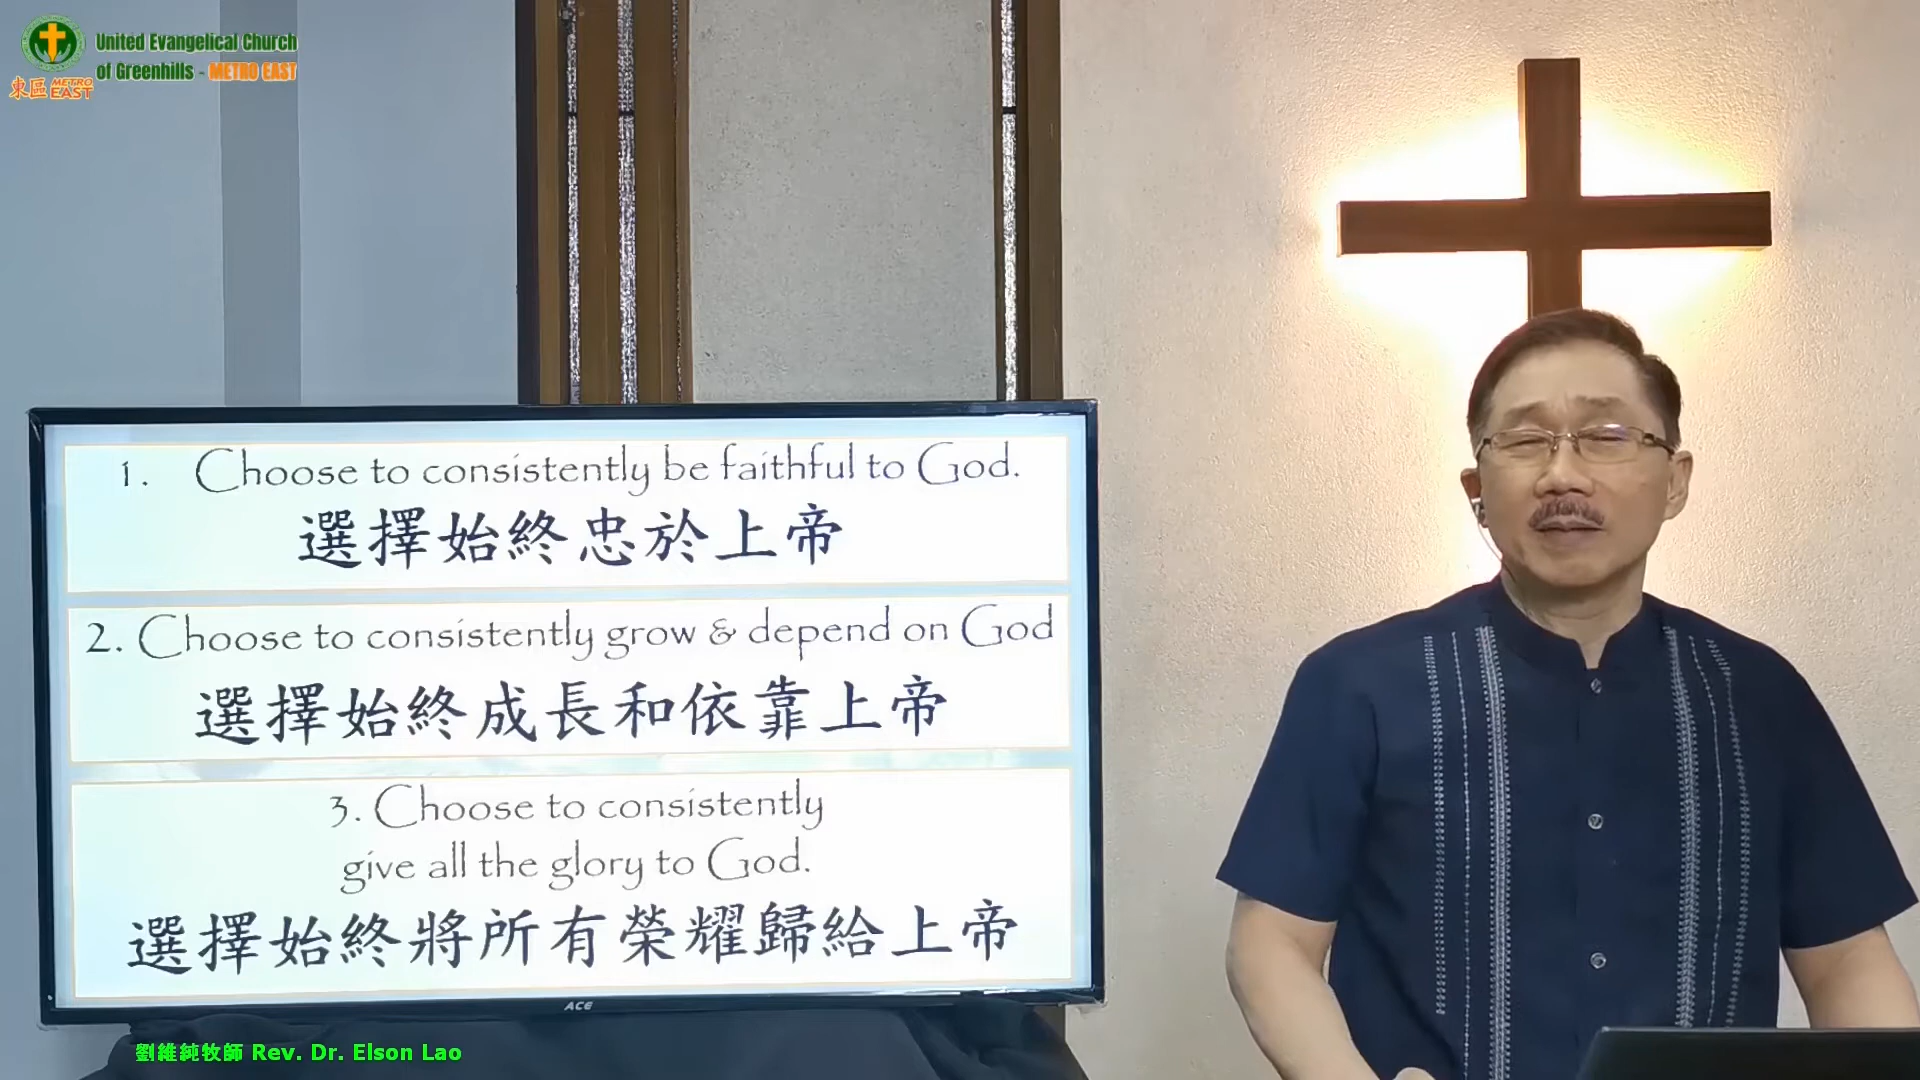 United Evangelical Church
of Greenhills - METRO EAST
東區 METRO EAST
1. Choose to consistently be faithful to God.
選擇始終忠於上帝
2. Choose to consistently grow & depend on God
選擇始終成長和依靠上帝
3. Choose to consistently
give all the glory to God.
選擇始終將所有榮耀歸給上帝
ACE
劉維純牧師 Rev. Dr. Elson Lao